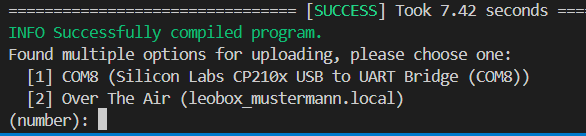 ================================ [SUCCESS] Took 7.42 seconds ====
INFO Successfully compiled program.
Found multiple options for uploading, please choose one:
  [1] COM8 (Silicon Labs CP210x USB to UART Bridge (COM8))
  [2] Over The Air (leobox_mustermann.local)
(number):